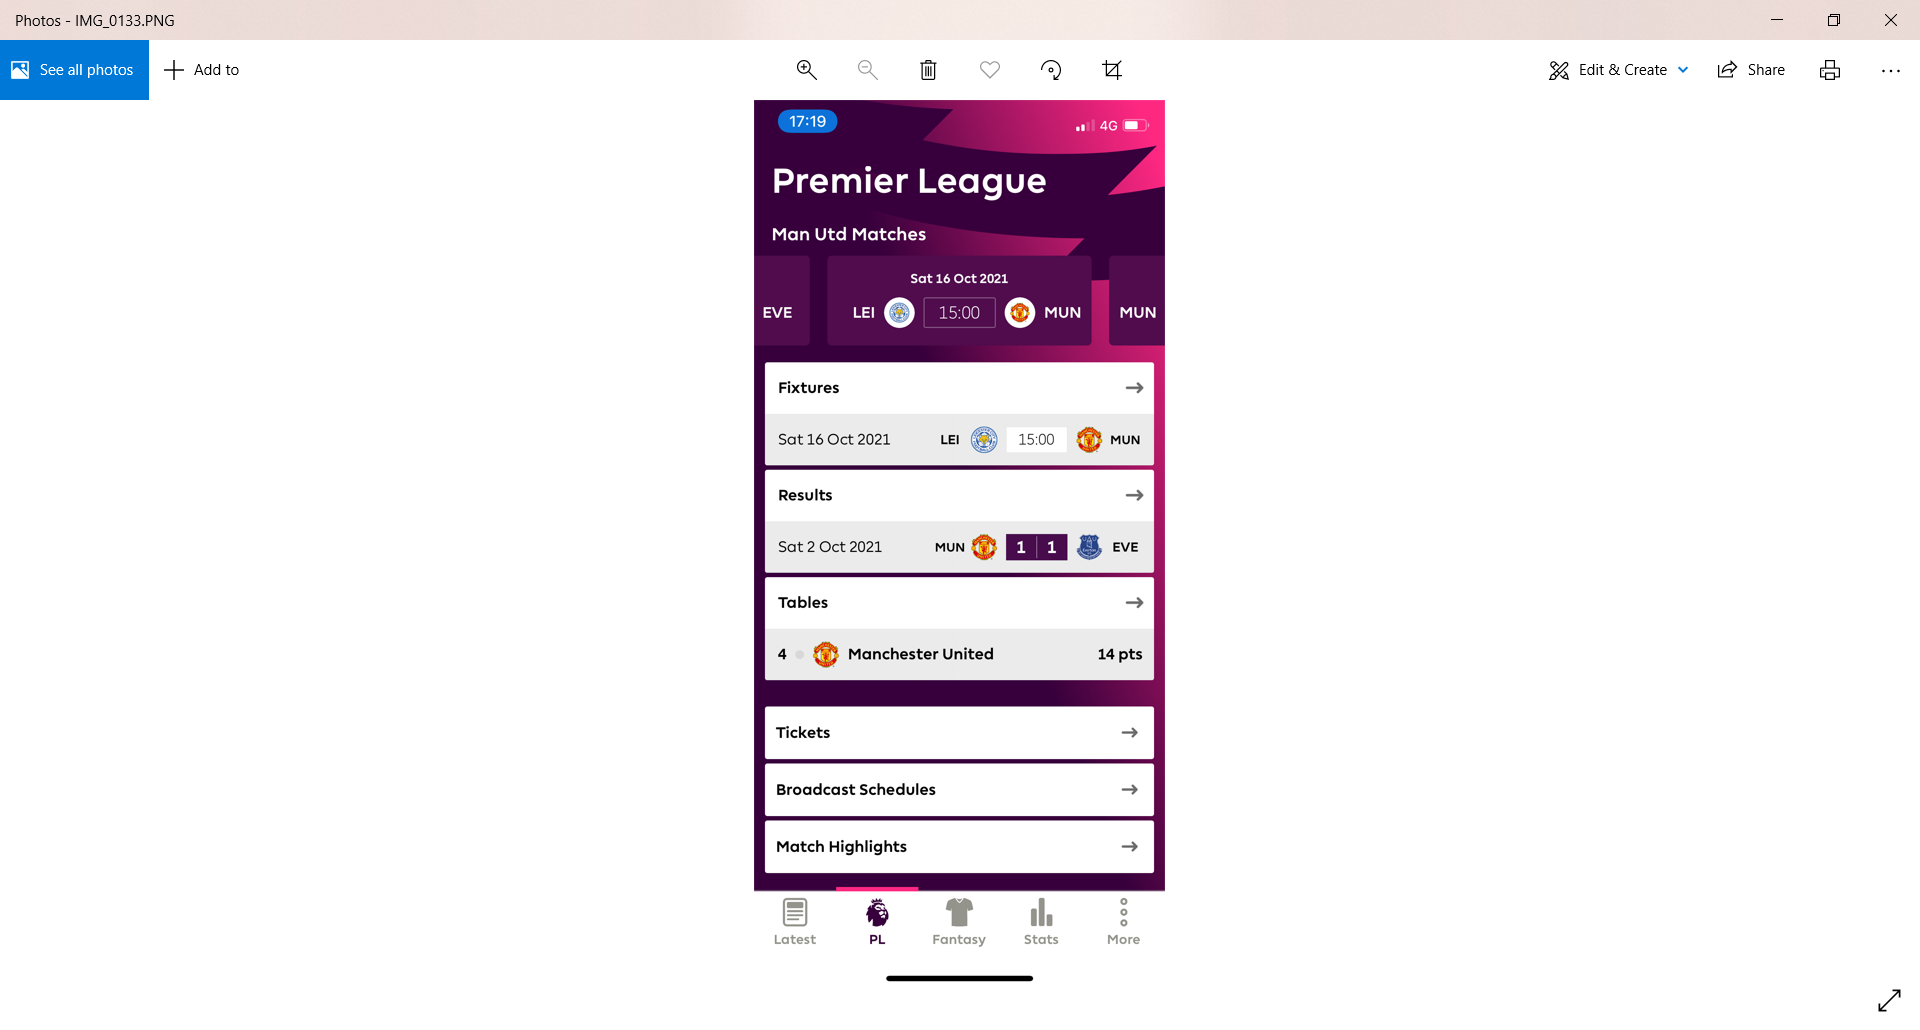 Photos - IMG_0133.PNG
See all photos
Add to
Edit & Create
Share
17:19
4G
Premier League
Man Utd Matches
EVE
Sat 16 Oct 2021
LEI 15:00 MUN
MUN
Fixtures
Sat 16 Oct 2021 LEI 15:00 MUN
Results
Sat 2 Oct 2021 MUN 1 1 EVE
Tables
4 Manchester United 14 pts
Tickets
Broadcast Schedules
Match Highlights
Latest PL Fantasy Stats More